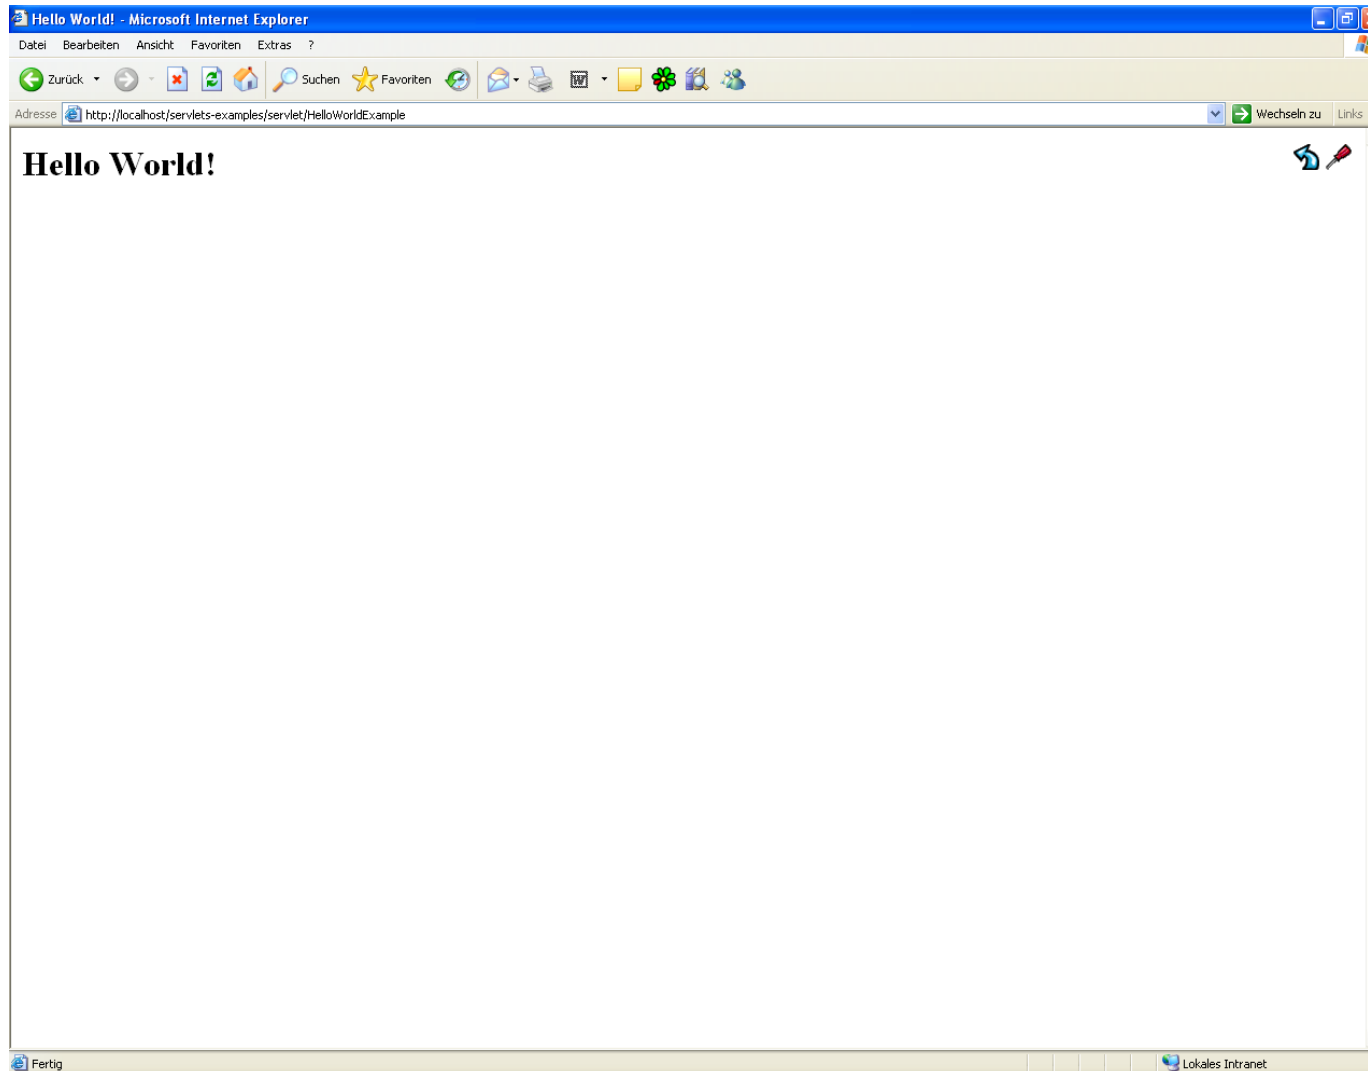 Hello World! - Microsoft Internet Explorer
Datei Bearbeiten Ansicht Favoriten Extras ?
Zurück Suchen Favoriten W
Adresse http://localhost/servlets-examples/servlet/HelloWorldExample Wechseln zu Links
Hello World!
Fertig Lokales Intranet